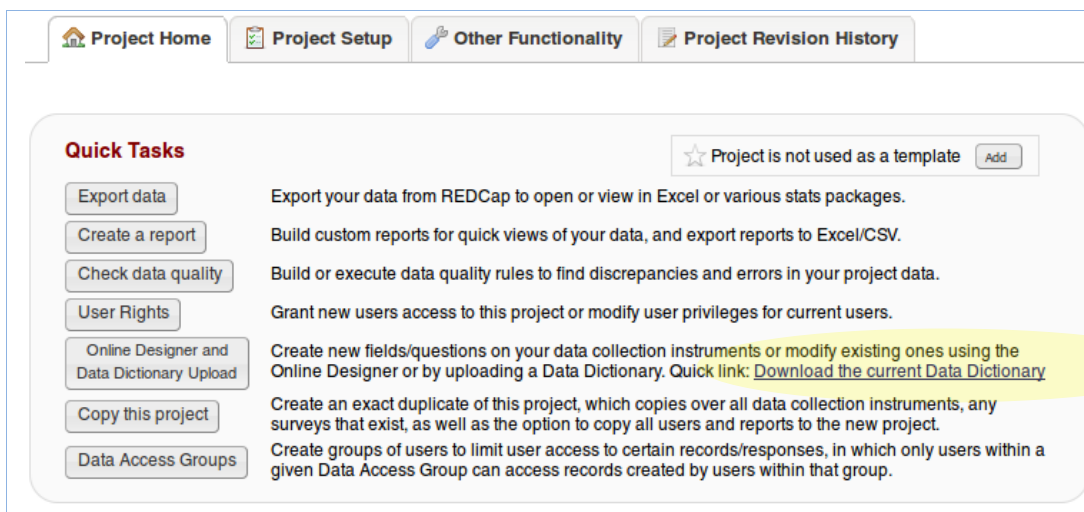 Project Home Project Setup Other Functionality Project Revision History
Quick Tasks
Project is not used as a template Add
Export data Export your data from REDCap to open or view in Excel or various stats packages.
Create a report Build custom reports for quick views of your data, and export reports to Excel/CSV.
Check data quality Build or execute data quality rules to find discrepancies and errors in your project data.
User Rights Grant new users access to this project or modify user privileges for current users.
Online Designer and
Data Dictionary Upload
Create new fields/questions on your data collection instruments or modify existing ones using the
Online Designer or by uploading a Data Dictionary. Quick link: Download the current Data Dictionary
Copy this project
Create an exact duplicate of this project, which copies over all data collection instruments, any
surveys that exist, as well as the option to copy all users and reports to the new project.
Data Access Groups
Create groups of users to limit user access to certain records/responses, in which only users within a
given Data Access Group can access records created by users within that group.